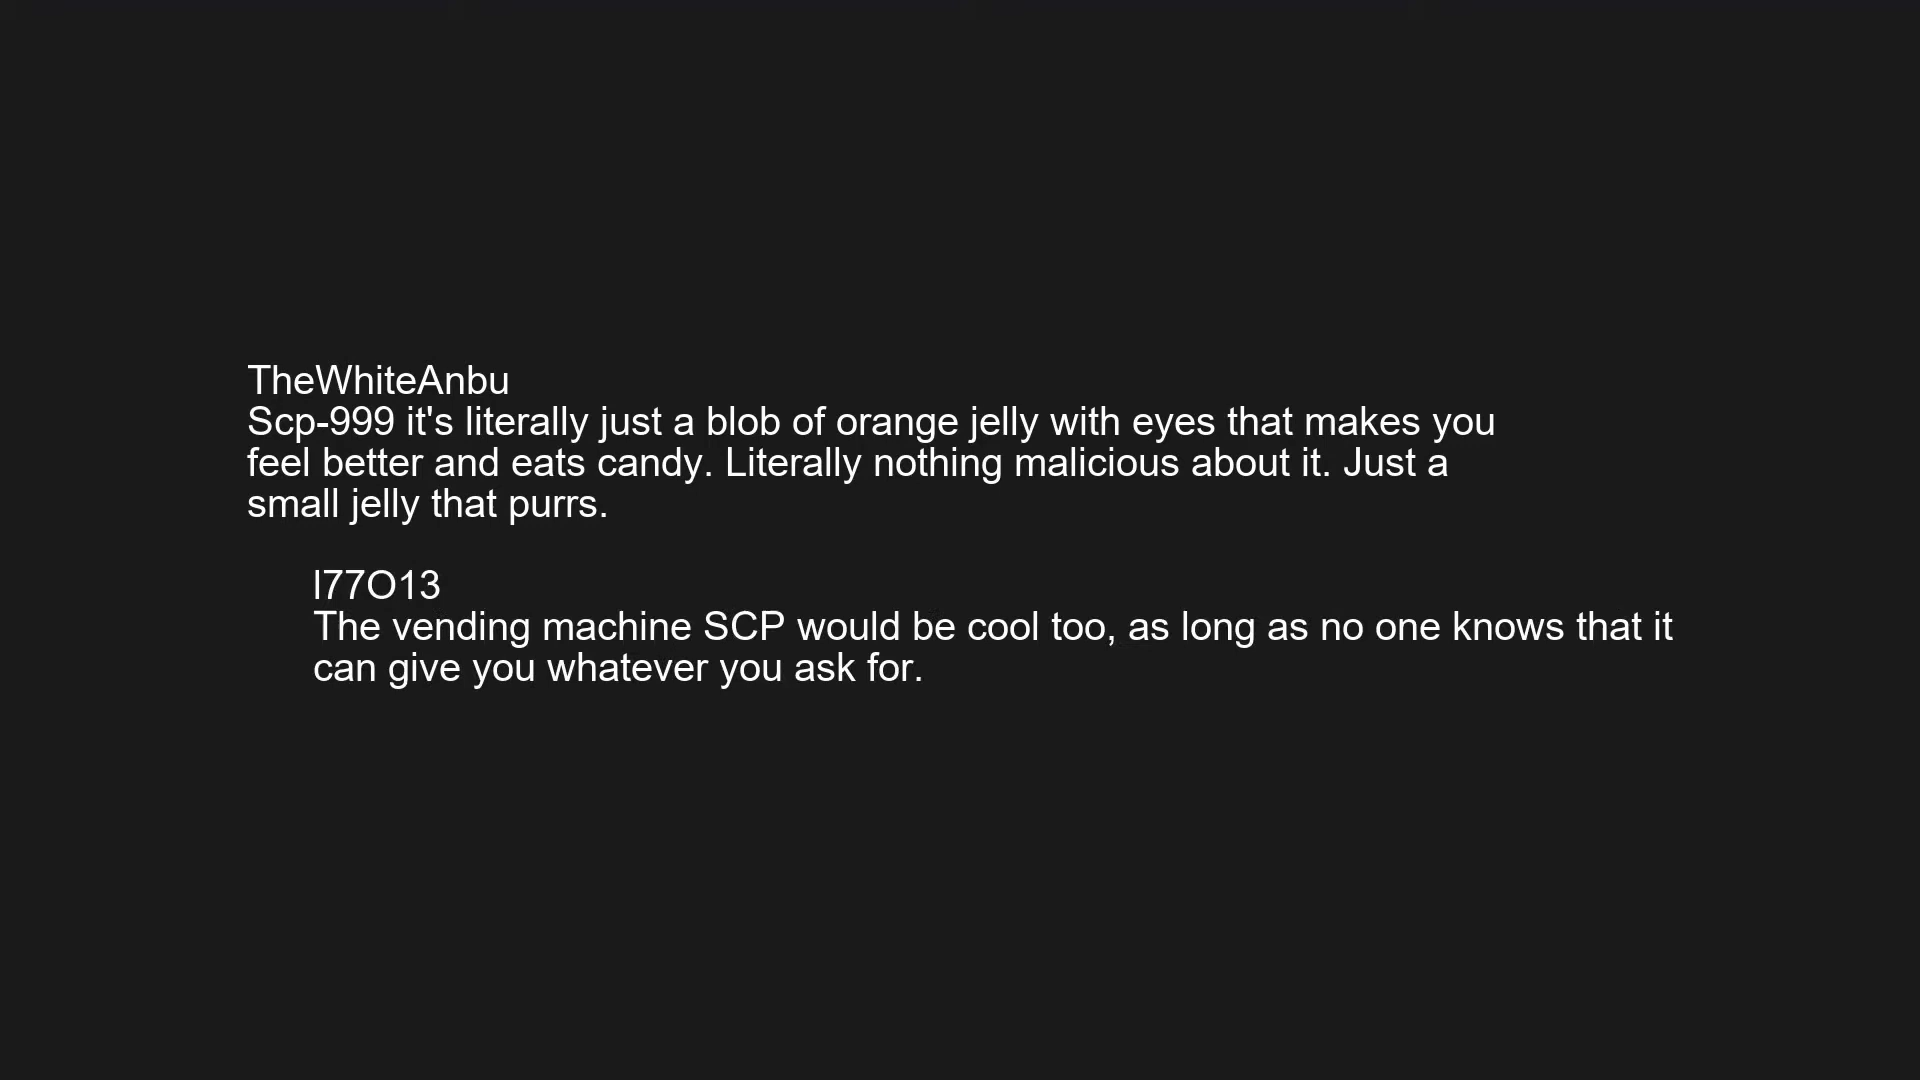 TheWhiteAnbu
Scp-999 it's literally just a blob of orange jelly with eyes that makes you
feel better and eats candy. Literally nothing malicious about it. Just a
small jelly that purrs.
l77O13
The vending machine SCP would be cool too, as long as no one knows that it
can give you whatever you ask for.